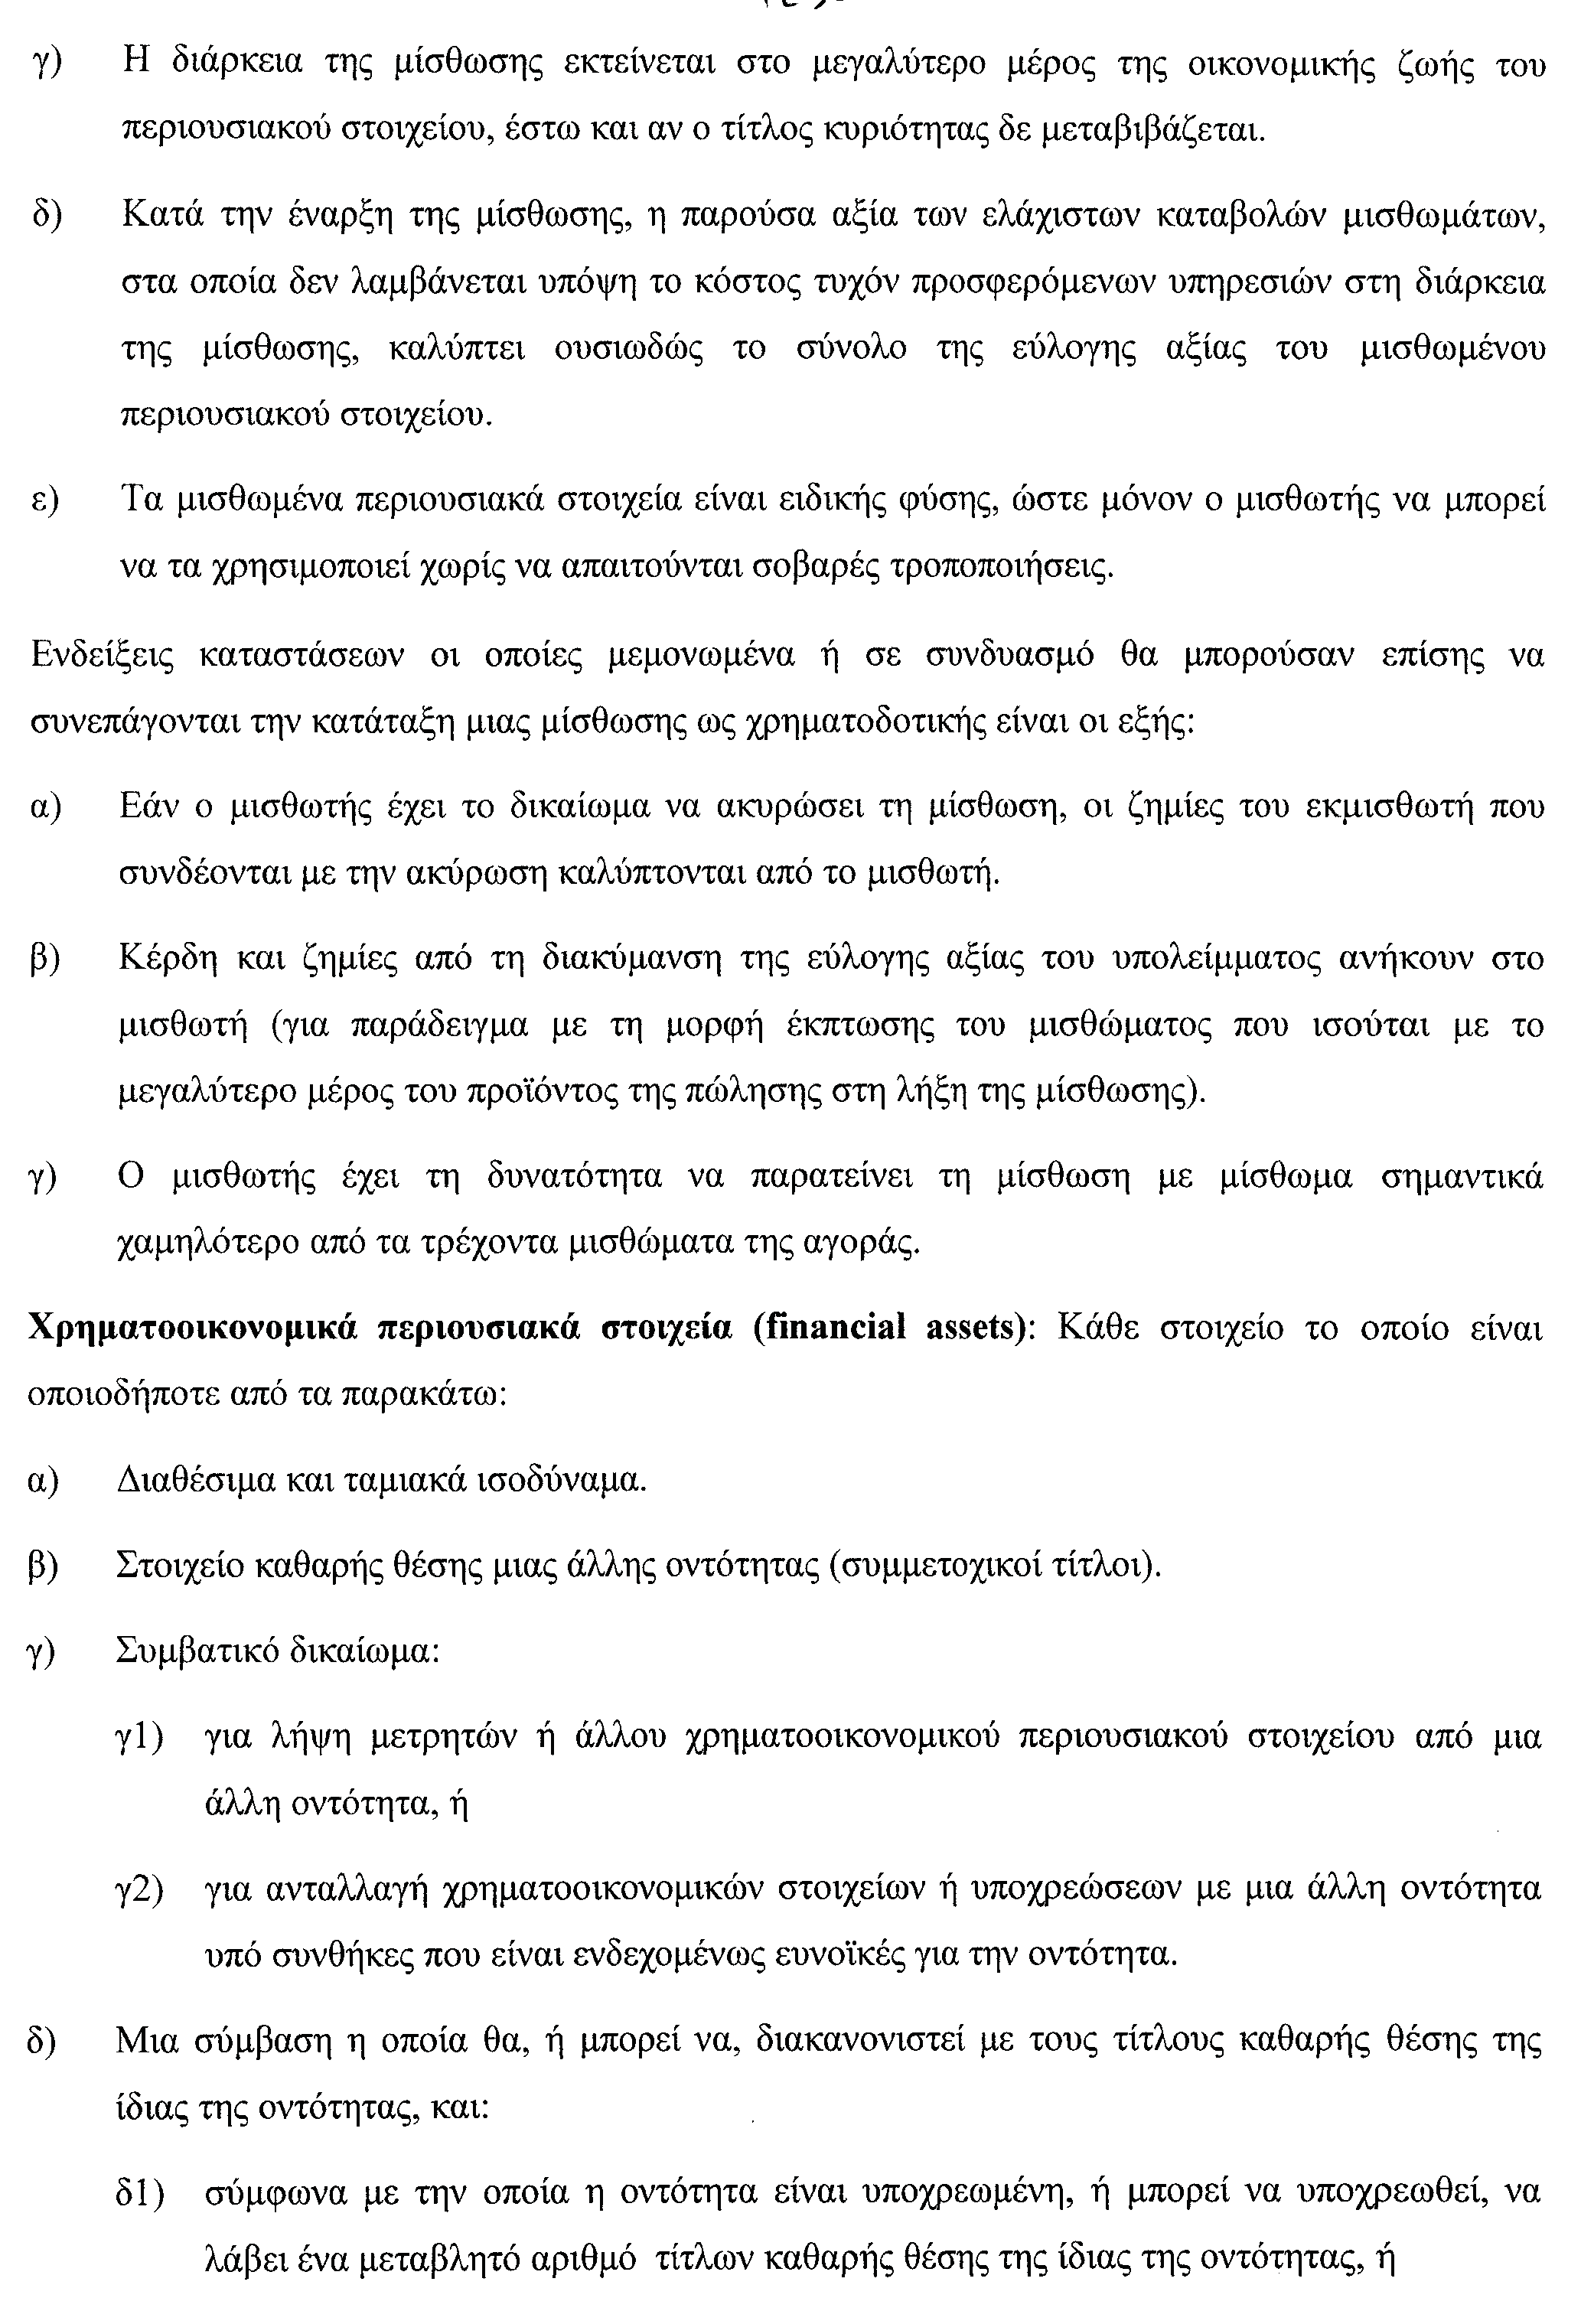 γ) Η διάρκεια της μίσθωσης εκτείνεται στο μεγαλύτερο μέρος της οικονομικής ζωής του
περιουσιακού στοιχείου, έστω και αν ο τίτλος κυριότητας δε μεταβιβάζεται.
δ) Κατά την έναρξη της μίσθωσης, η παρούσα αξία των ελάχιστων καταβολών μισθωμάτων,
στα οποία δεν λαμβάνεται υπόψη το κόστος τυχόν προσφερόμενων υπηρεσιών στη διάρκεια
της μίσθωσης, καλύπτει ουσιωδώς το σύνολο της εύλογης αξίας του μισθωμένου
περιουσιακού στοιχείου.
ε) Τα μισθωμένα περιουσιακά στοιχεία είναι ειδικής φύσης, ώστε μόνον ο μισθωτής να μπορεί
να τα χρησιμοποιεί χωρίς να απαιτούνται σοβαρές τροποποιήσεις.
Ενδείξεις καταστάσεων οι οποίες μεμονωμένα ή σε συνδυασμό θα μπορούσαν επίσης να
συνεπάγονται την κατάταξη μιας μίσθωσης ως χρηματοδοτικής είναι οι εξής:
α) Εάν ο μισθωτής έχει το δικαίωμα να ακυρώσει τη μίσθωση, οι ζημίες του εκμισθωτή που
συνδέονται με την ακύρωση καλύπτονται από το μισθωτή.
β) Κέρδη και ζημίες από τη διακύμανση της εύλογης αξίας του υπολείμματος ανήκουν στο
μισθωτή (για παράδειγμα με τη μορφή έκπτωσης του μισθώματος που ισούται με το
μεγαλύτερο μέρος του προϊόντος της πώλησης στη λήξη της μίσθωσης).
γ) Ο μισθωτής έχει τη δυνατότητα να παρατείνει τη μίσθωση με μίσθωμα σημαντικά
χαμηλότερο από τα τρέχοντα μισθώματα της αγοράς.
Χρηματοοικονομικά περιουσιακά στοιχεία (financial assets): Κάθε στοιχείο το οποίο είναι
οποιοδήποτε από τα παρακάτω:
α) Διαθέσιμα και ταμιακά ισοδύναμα.
β) Στοιχείο καθαρής θέσης μιας άλλης οντότητας (συμμετοχικοί τίτλοι).
γ) Συμβατικό δικαίωμα:
γ1) για λήψη μετρητών ή άλλου χρηματοοικονομικού περιουσιακού στοιχείου από μια
άλλη οντότητα, ή
γ2) για ανταλλαγή χρηματοοικονομικών στοιχείων ή υποχρεώσεων με μια άλλη οντότητα
υπό συνθήκες που είναι ενδεχομένως ευνοϊκές για την οντότητα.
δ) Μια σύμβαση η οποία θα, ή μπορεί να, διακανονιστεί με τους τίτλους καθαρής θέσης της
ίδιας της οντότητας, και:
δ1) σύμφωνα με την οποία η οντότητα είναι υποχρεωμένη, ή μπορεί να υποχρεωθεί, να
λάβει ένα μεταβλητό αριθμό τίτλων καθαρής θέσης της ίδιας της οντότητας, ή